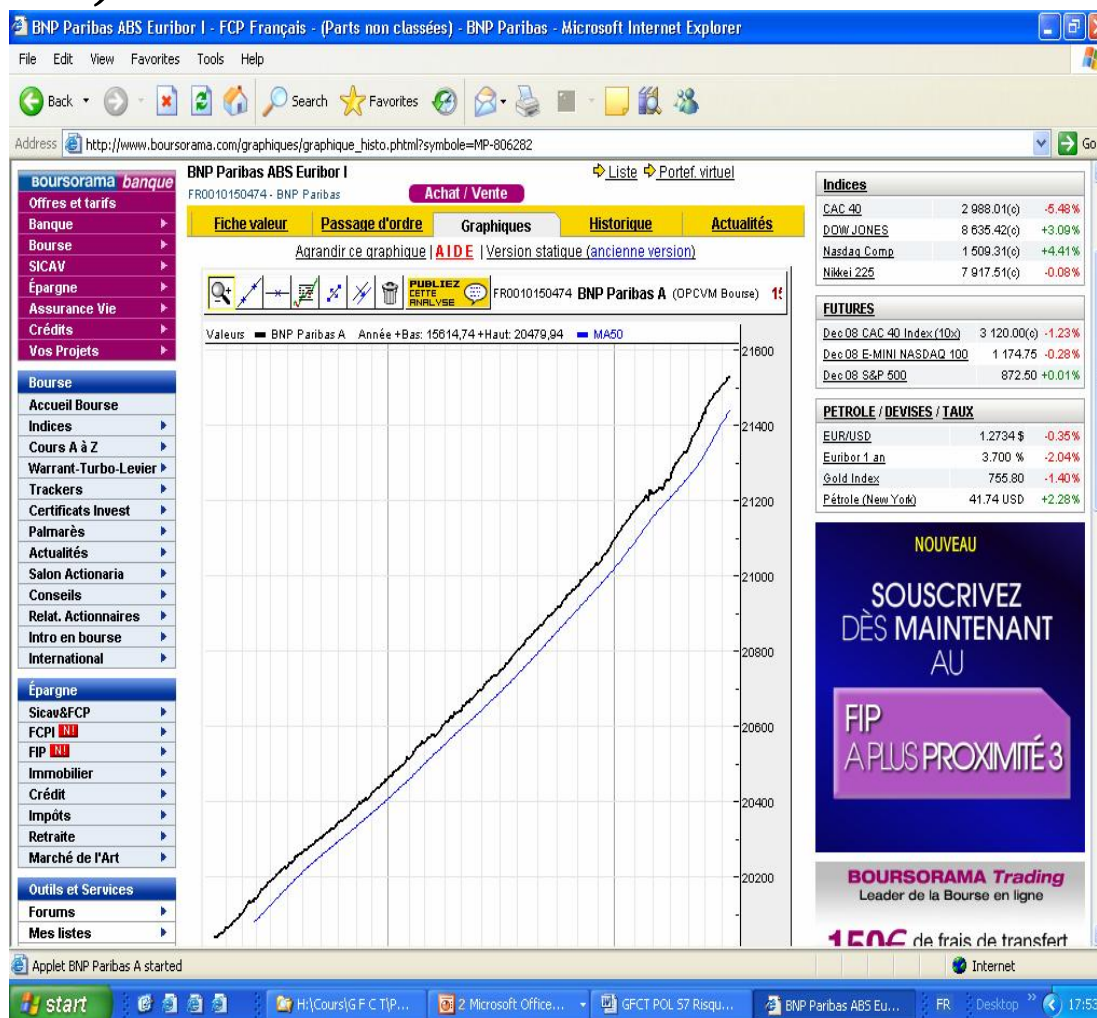 BNP Paribas ABS Euribor I - FCP Français - (Parts non classées) - BNP Paribas - Microsoft Internet Explorer
File Edit View Favorites Tools Help
Back Search Favorites
Address http://www.boursorama.com/graphiques/graphique_histo.phtml?symbole=MP-806282 Go
BOURSORAMA banque
Offres et tarifs
Banque
Bourse
SICAV
Épargne
Assurance Vie
Crédits
Vos Projets
Bourse
Accueil Bourse
Indices
Cours A à Z
Warrant-Turbo-Levier
Trackers
Certificats Invest
Palmarès
Actualités
Salon Actionaria
Conseils
Relat. Actionnaires
Intro en bourse
International
Épargne
Sicav&FCP
FCPI N!
FIP N!
Immobilier
Crédit
Impôts
Retraite
Marché de l'Art
Outils et Services
Forums
Mes listes
BNP Paribas ABS Euribor I Liste Portef. virtuel
FR0010150474 - BNP Paribas Achat / Vente
Fiche valeur Passage d'ordre Graphiques Historique Actualités
Agrandir ce graphique | AIDE | Version statique (ancienne version)
PUBLIEZ CETTE ANALYSE FR0010150474 BNP Paribas A (OPCVM Bourse)
Valeurs BNP Paribas A Année +Bas: 15614,74 +Haut: 20479,94 MA50
21600
21400
21200
21000
20800
20600
20400
20200
Indices
CAC 40 2 988.01(c) -5.48%
DOW JONES 8 635.42(c) +3.09%
Nasdaq Comp 1 509.31(c) +4.41%
Nikkei 225 7 917.51(c) -0.08%
FUTURES
Dec 08 CAC 40 Index (10x) 3 120.00(c) -1.23%
Dec 08 E-MINI NASDAQ 100 1 174.75 -0.28%
Dec 08 S&P 500 872.50 +0.01%
PETROLE / DEVISES / TAUX
EUR/USD 1.2734 $ -0.35%
Euribor 1 an 3.700 % -2.04%
Gold Index 755.80 -1.40%
Pétrole (New York) 41.74 USD +2.28%
NOUVEAU
SOUSCRIVEZ
DÈS MAINTENANT
AU
FIP
A PLUS PROXIMITÉ 3
BOURSORAMA Trading
Leader de la Bourse en ligne
150€ de frais de transfert
Applet BNP Paribas A started Internet
start H:\Cours\G F C T\P... 2 Microsoft Office... GFCT POL S7 Risqu... BNP Paribas ABS Eu... FR Desktop 17:53